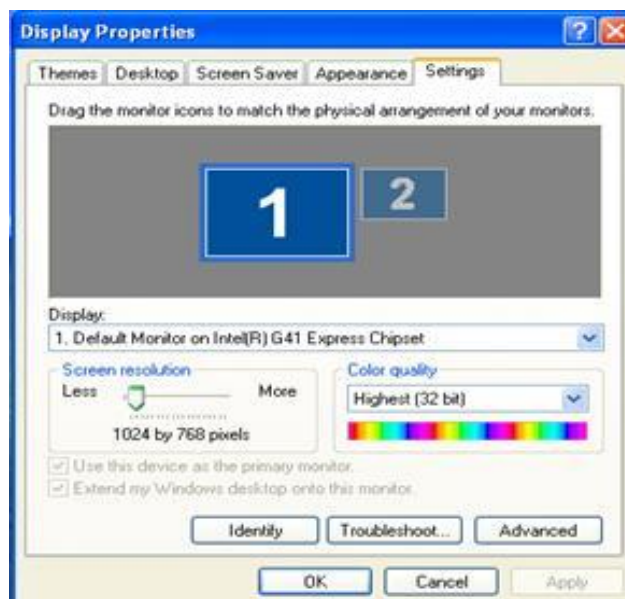 Display Properties
Themes Desktop Screen Saver Appearance Settings
Drag the monitor icons to match the physical arrangement of your monitors.
1 2
Display:
1. Default Monitor on Intel(R) G41 Express Chipset
Screen resolution Color quality
Less More Highest (32 bit)
1024 by 768 pixels
Use this device as the primary monitor.
Extend my Windows desktop onto this monitor.
Identify Troubleshoot... Advanced
OK Cancel Apply